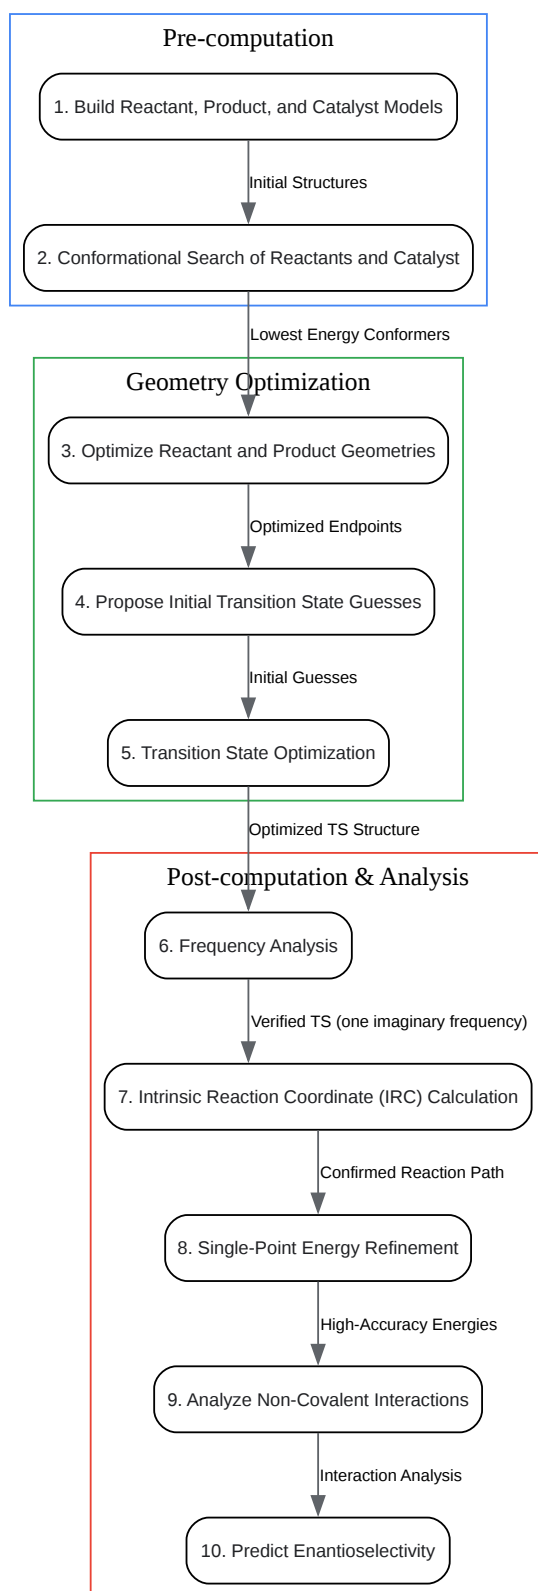 Pre-computation
1. Build Reactant, Product, and Catalyst Models
Initial Structures
2. Conformational Search of Reactants and Catalyst
Lowest Energy Conformers
Geometry Optimization
3. Optimize Reactant and Product Geometries
Optimized Endpoints
4. Propose Initial Transition State Guesses
Initial Guesses
5. Transition State Optimization
Optimized TS Structure
Post-computation & Analysis
6. Frequency Analysis
Verified TS (one imaginary frequency)
7. Intrinsic Reaction Coordinate (IRC) Calculation
Confirmed Reaction Path
8. Single-Point Energy Refinement
High-Accuracy Energies
9. Analyze Non-Covalent Interactions
Interaction Analysis
10. Predict Enantioselectivity